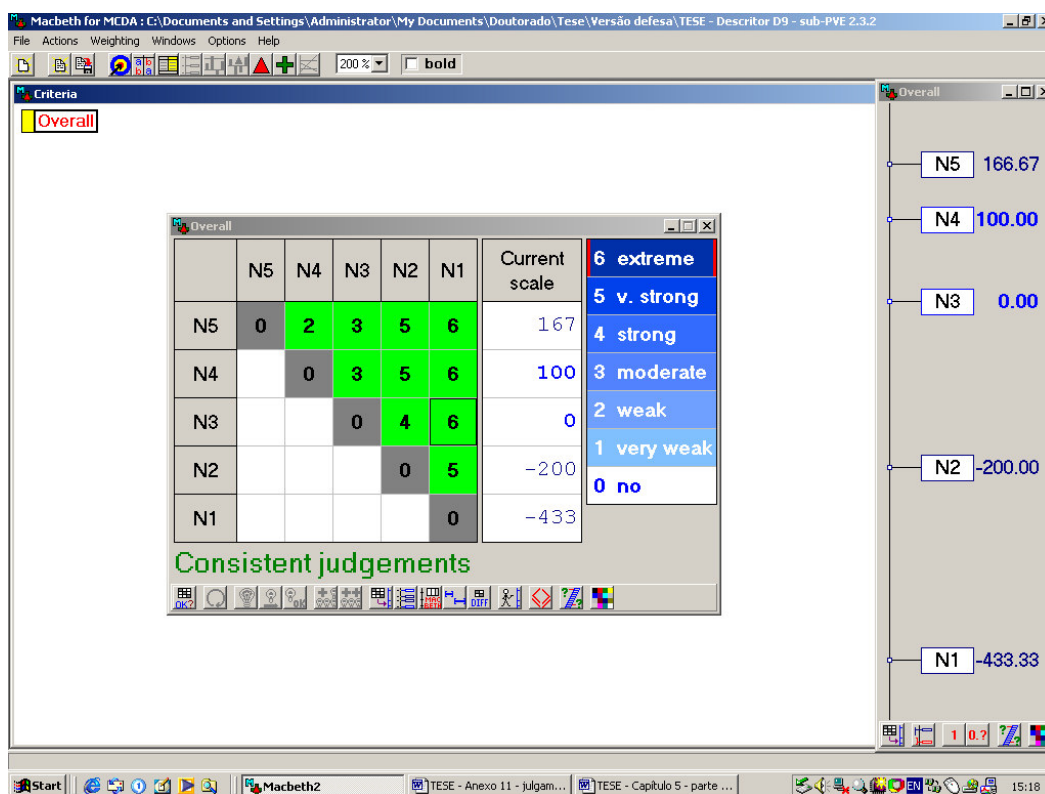 Macbeth for MCDA : C:\Documents and Settings\Administrator\My Documents\Doutorado\Tese\Versão defesa\TESE - Descritor D9 - sub-PVE 2.3.2
File Actions Weighting Windows Options Help
200 % bold
Criteria
Overall
Overall
N5 N4 N3 N2 N1 Current scale
N5 0 2 3 5 6 167
N4 0 3 5 6 100
N3 0 4 6 0
N2 0 5 -200
N1 0 -433
6 extreme
5 v. strong
4 strong
3 moderate
2 weak
1 very weak
0 no
Consistent judgements
OK?
Overall
N5 166.67
N4 100.00
N3 0.00
N2 -200.00
N1 -433.33
1 0.?
Start Macbeth2 TESE - Anexo 11 - julgam... TESE - Capítulo 5 - parte ... EN 15:18